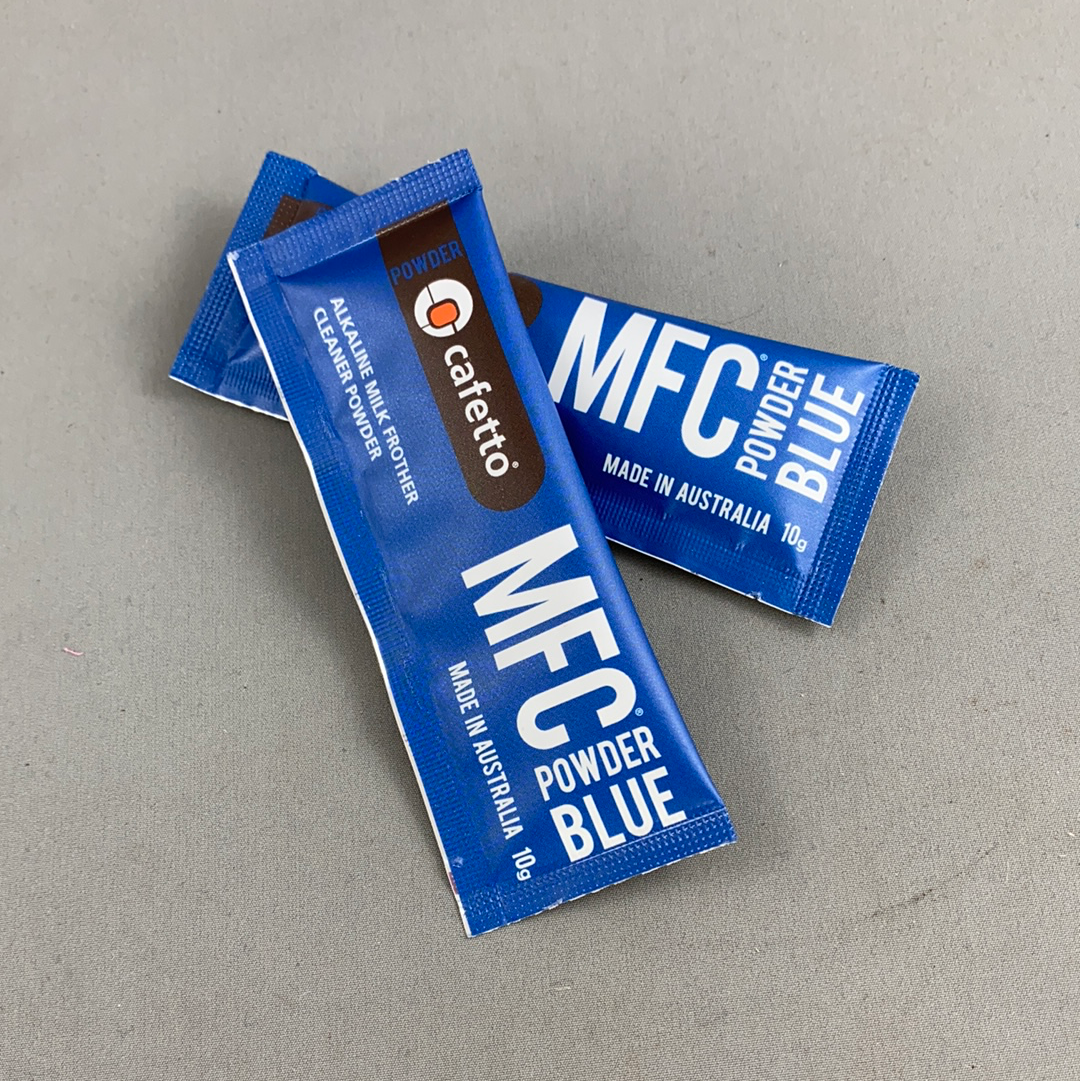 POWDER
cafetto®
ALKALINE MILK FROTHER
CLEANER POWDER
MFC®
POWDER
BLUE
MADE IN AUSTRALIA 10g
MFC®
POWDER
BLUE
MADE IN AUSTRALIA 10g